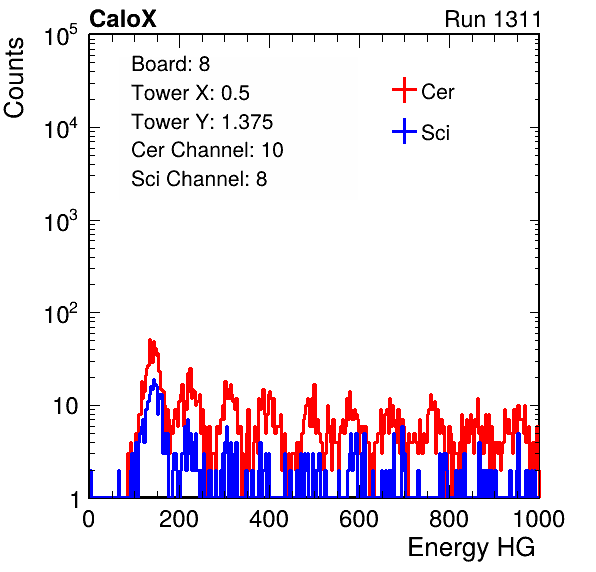 CaloX Run 1311
Counts
10^5
10^4
10^3
10^2
10
1
Board: 8
Tower X: 0.5
Tower Y: 1.375
Cer Channel: 10
Sci Channel: 8
Cer
Sci
0 200 400 600 800 1000
Energy HG